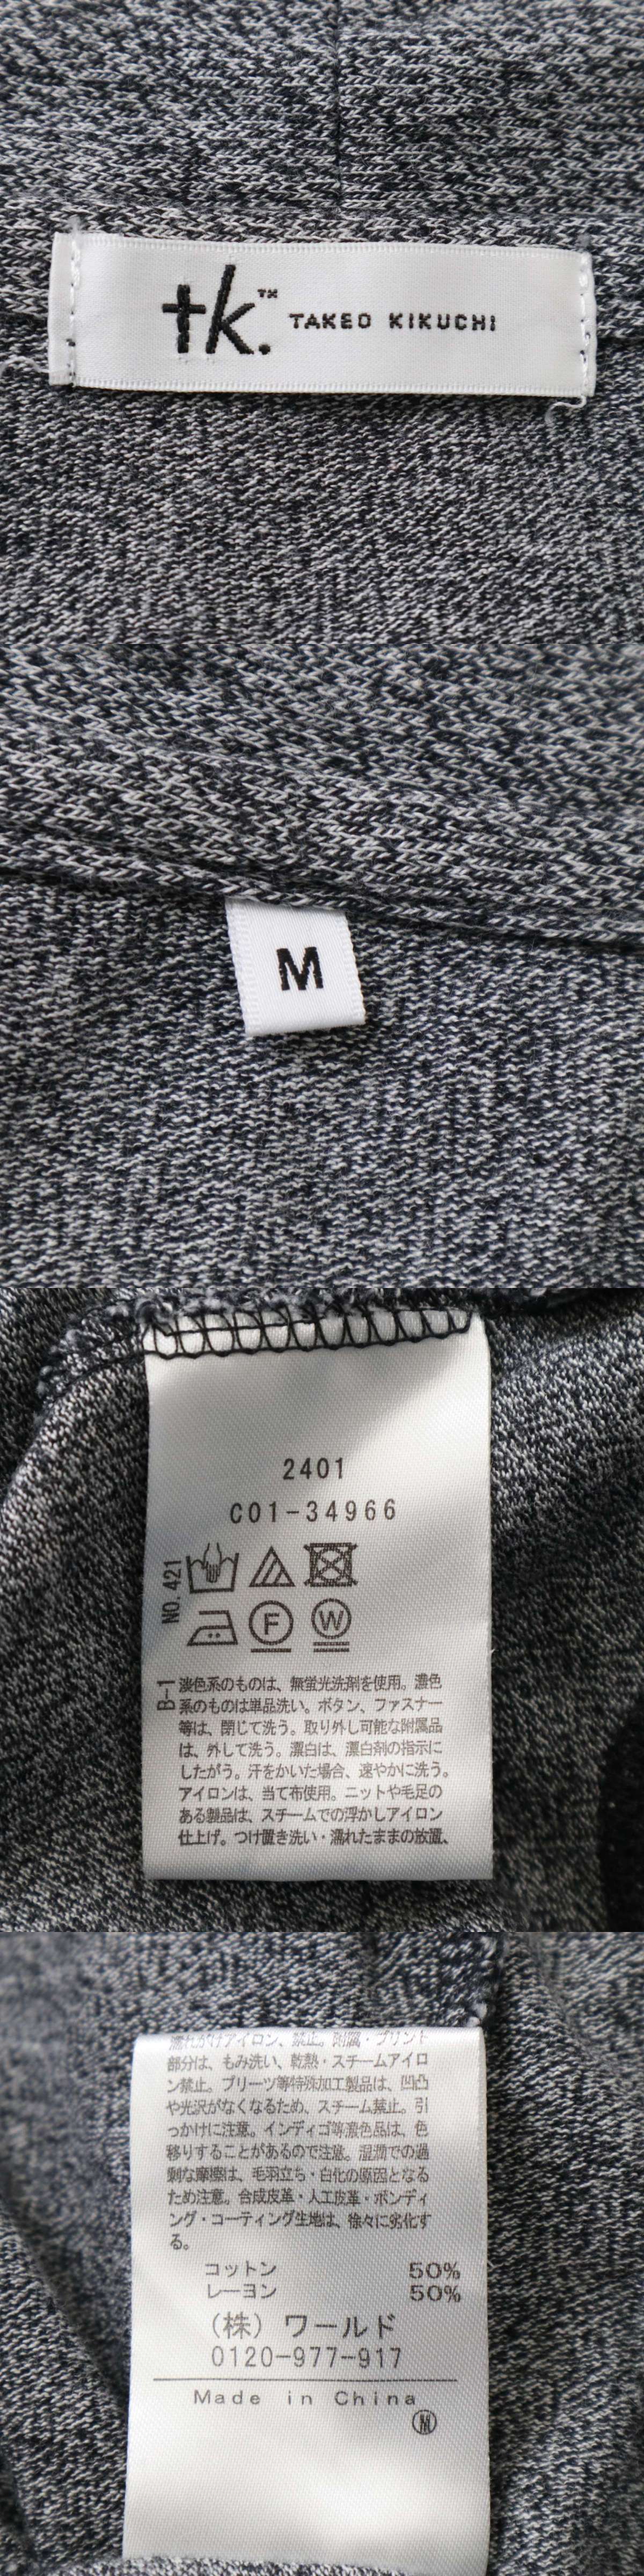 tk.™ TAKEO KIKUCHI
M
2401
C01-34966
NO.421
F W
B-1
淡色系のものは、無蛍光洗剤を使用。濃色
系のものは単品洗い。ボタン、ファスナー
等は、閉じて洗う。取り外し可能な附属品
は、外して洗う。漂白は、漂白剤の指示に
したがう。汗をかいた場合、速やかに洗う。
アイロンは、当て布使用。ニットや毛足の
ある製品は、スチームでの浮かしアイロン
仕上げ。つけ置き洗い・濡れたままの放置、
濡れがけアイロン、禁止。附属・プリント
部分は、もみ洗い、乾熱・スチームアイロ
ン禁止。プリーツ等特殊加工製品は、凹凸
や光沢がなくなるため、スチーム禁止。引
っかけに注意。インディゴ等濃色品は、色
移りすることがあるので注意。湿潤での過
剰な摩擦は、毛羽立ち・白化の原因となる
ため注意。合成皮革・人工皮革・ボンディ
ング・コーティング生地は、徐々に劣化す
る。
コットン 50%
レーヨン 50%
(株) ワールド
0120-977-917
Made in China
M